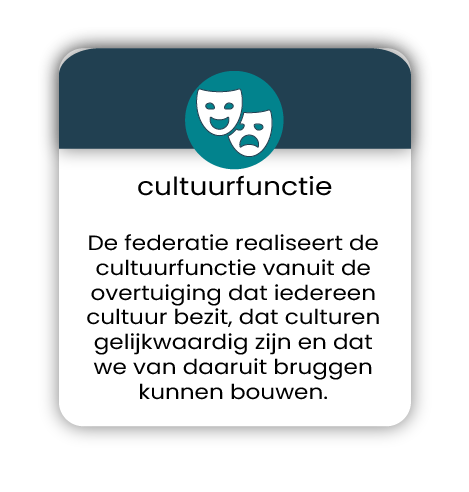 cultuurfunctie
De federatie realiseert de
cultuurfunctie vanuit de
overtuiging dat iedereen
cultuur bezit, dat culturen
gelijkwaardig zijn en dat
we van daaruit bruggen
kunnen bouwen.